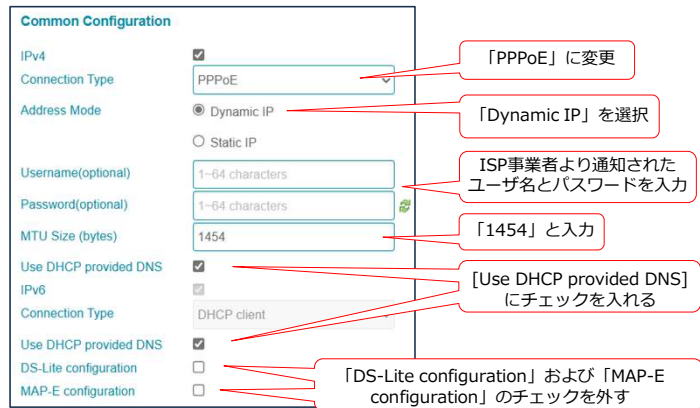 Common Configuration
IPv4
Connection Type
PPPoE
「PPPoE」に変更
Address Mode
Dynamic IP
「Dynamic IP」を選択
Static IP
Username(optional)
1~64 characters
ISP事業者より通知された
ユーザ名とパスワードを入力
Password(optional)
1~64 characters
MTU Size (bytes)
1454
「1454」と入力
Use DHCP provided DNS
[Use DHCP provided DNS]
にチェックを入れる
IPv6
Connection Type
DHCP client
Use DHCP provided DNS
DS-Lite configuration
「DS-Lite configuration」および「MAP-E
configuration」のチェックを外す
MAP-E configuration